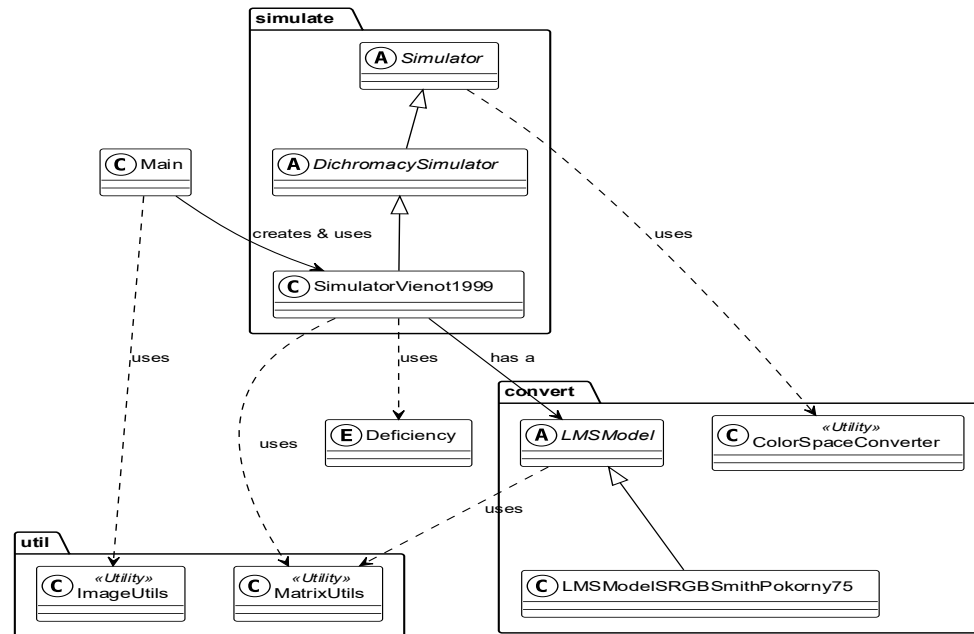 simulate
A Simulator
C Main
A DichromacySimulator
creates & uses
uses
C SimulatorVienot1999
uses
uses
has a
convert
uses
E Deficiency
A LMSModel
«Utility»
C ColorSpaceConverter
uses
util
«Utility»
C ImageUtils
«Utility»
C MatrixUtils
C LMSModelSRGBSmithPokorny75